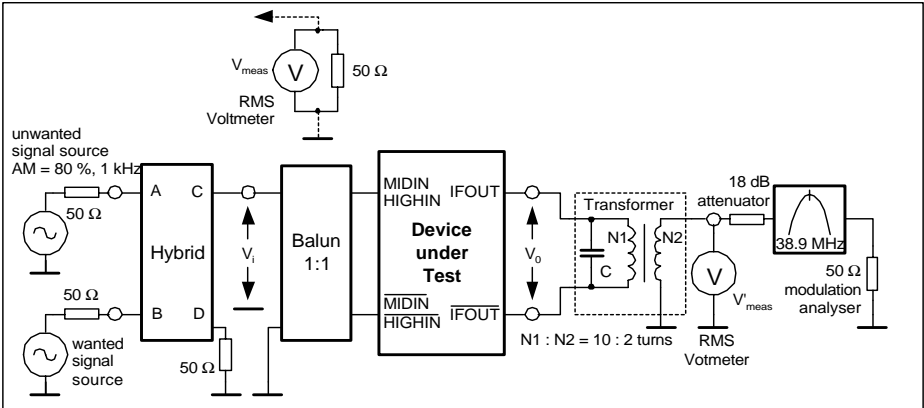 V
V meas
50 Ω
RMS
Voltmeter
unwanted
signal source
AM = 80 %, 1 kHz
50 Ω
A
C
Hybrid
B
D
50 Ω
wanted
signal
source
50 Ω
Vi
Balun
1:1
MIDIN
HIGHIN
IFOUT
Device
under
Test
MIDIN
HIGHIN
IFOUT
V0
Transformer
N1
N2
C
N1 : N2 = 10 : 2 turns
18 dB
attenuator
38.9 MHz
V
V'meas
RMS
Votmeter
50 Ω
modulation
analyser